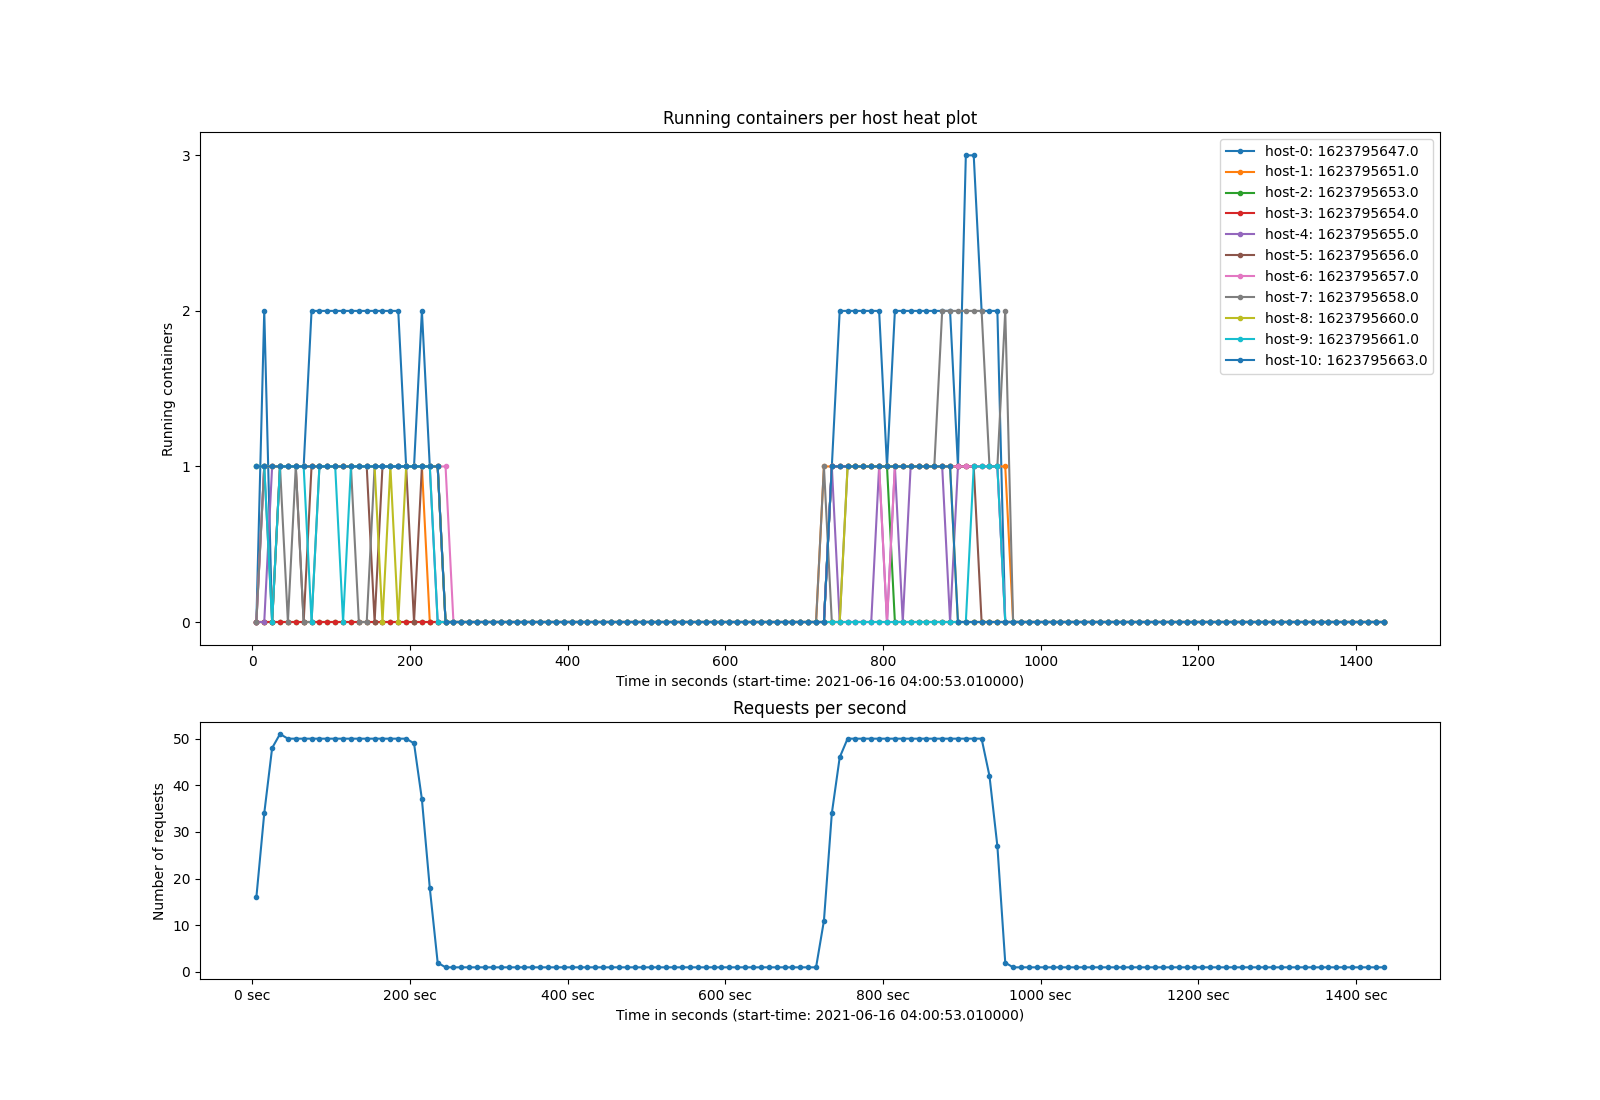 Running containers per host heat plot
Running containers
3
2
1
0
host-0: 1623795647.0
host-1: 1623795651.0
host-2: 1623795653.0
host-3: 1623795654.0
host-4: 1623795655.0
host-5: 1623795656.0
host-6: 1623795657.0
host-7: 1623795658.0
host-8: 1623795660.0
host-9: 1623795661.0
host-10: 1623795663.0
0 200 400 600 800 1000 1200 1400
Time in seconds (start-time: 2021-06-16 04:00:53.010000)
Requests per second
Number of requests
50
40
30
20
10
0
0 sec 200 sec 400 sec 600 sec 800 sec 1000 sec 1200 sec 1400 sec
Time in seconds (start-time: 2021-06-16 04:00:53.010000)